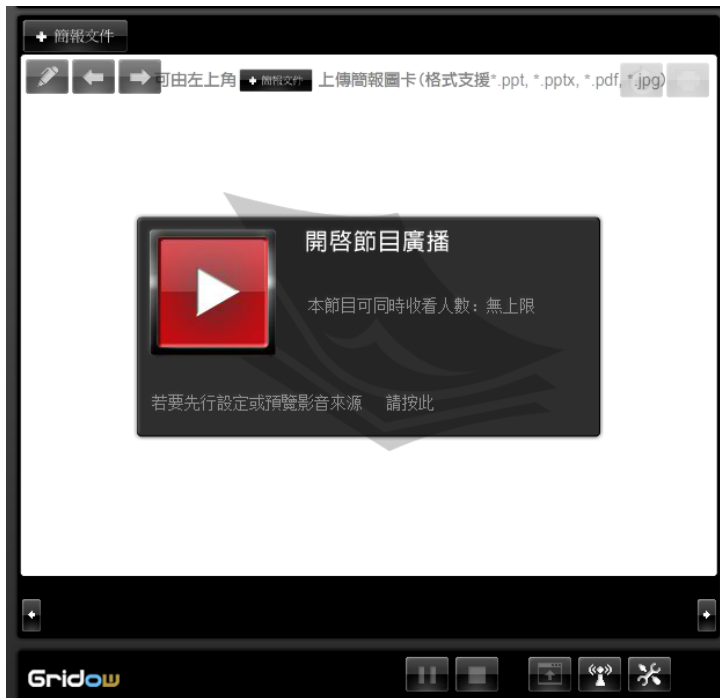 簡報文件
可由左上角 簡報文件 上傳簡報圖卡(格式支援*.ppt, *.pptx, *.pdf, *.jpg)
開啓節目廣播
本節目可同時收看人數：無上限
若要先行設定或預覽影音來源 請按此
Gridow